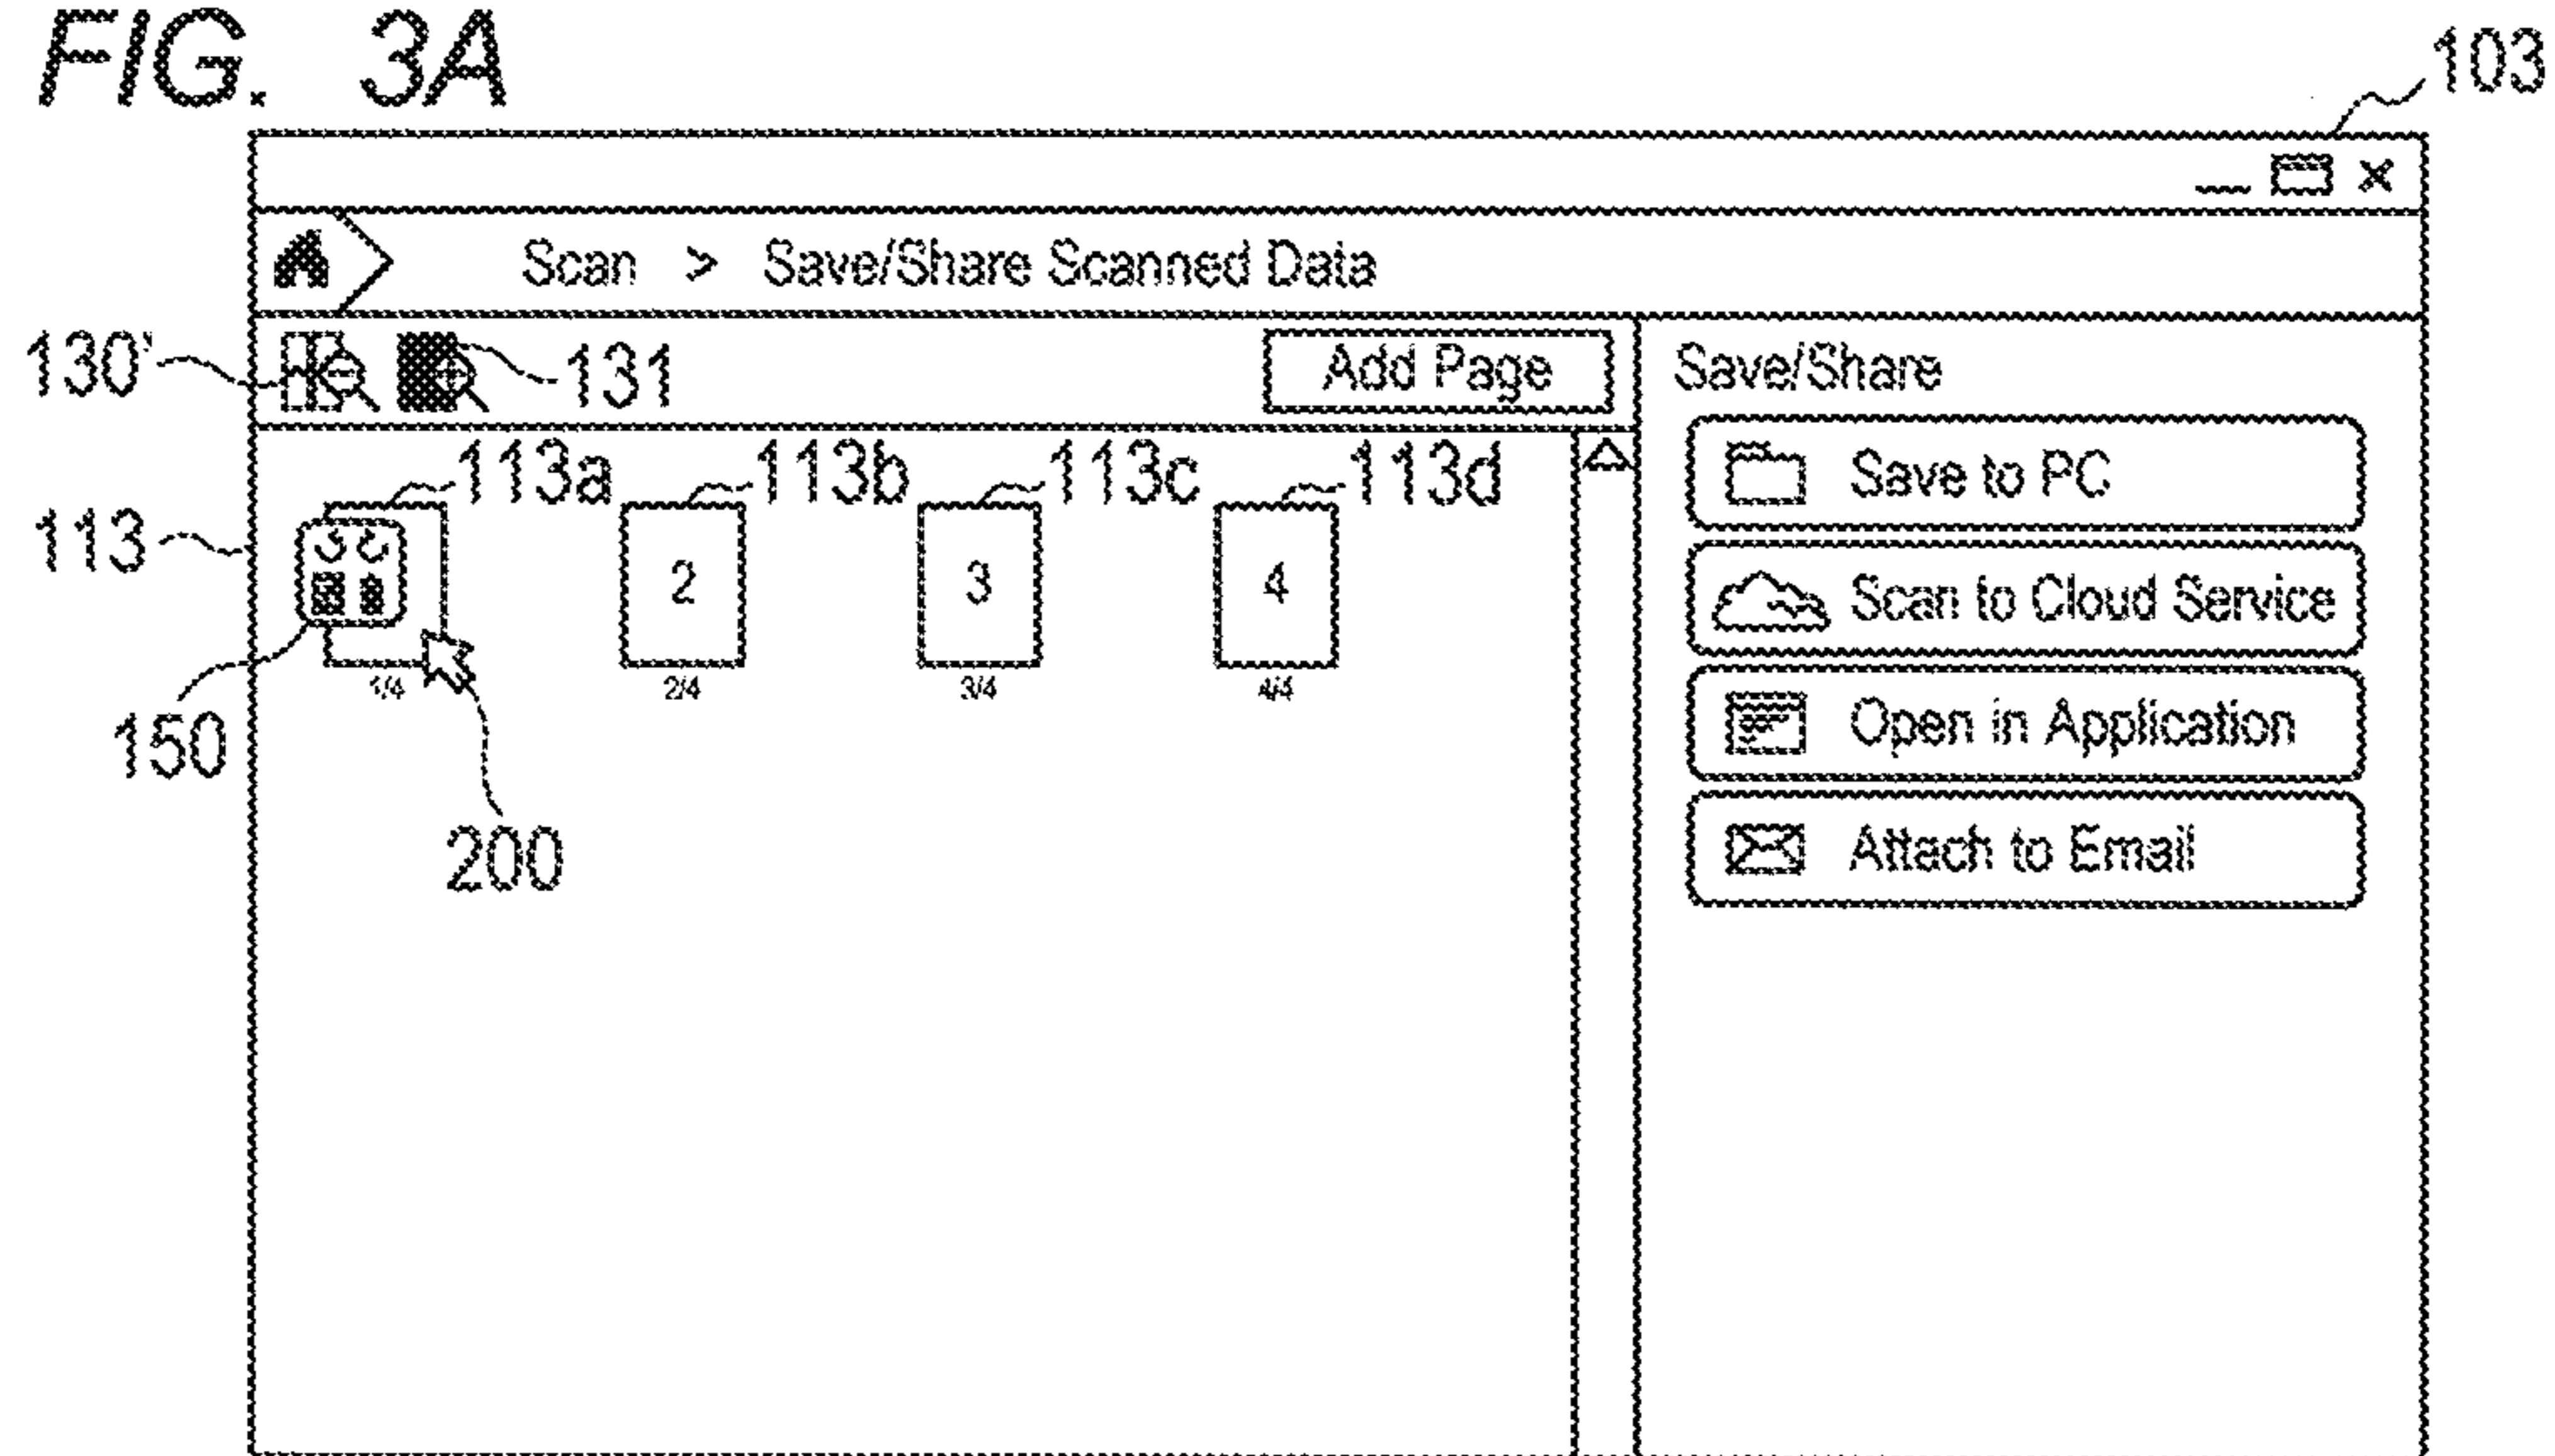 FIG. 3A
103
Scan > Save/Share Scanned Data
130'
131
Add Page
Save/Share
113a
113b
113c
113d
Save to PC
113
2
3
4
Scan to Cloud Service
1/4
2/4
3/4
4/4
150
Open in Application
200
Attach to Email